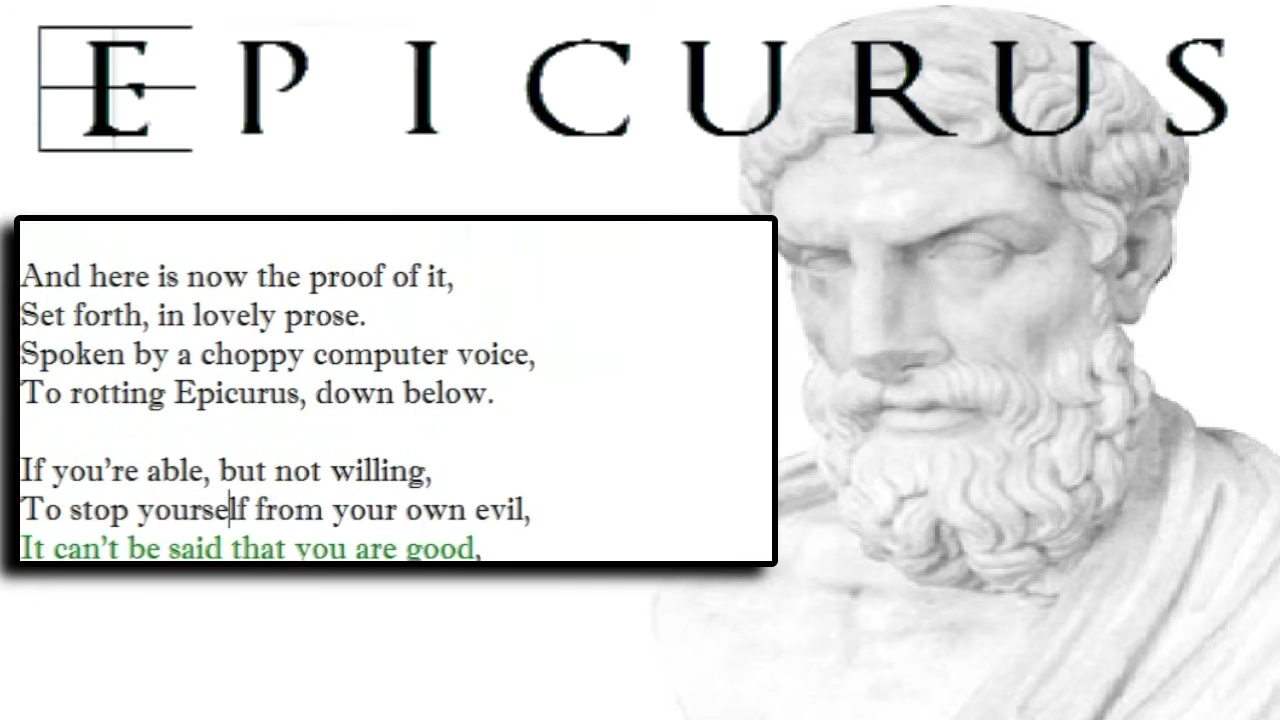 EPICURUS
And here is now the proof of it,
Set forth, in lovely prose.
Spoken by a choppy computer voice,
To rotting Epicurus, down below.
If you’re able, but not willing,
To stop yourself from your own evil,
It can’t be said that you are good,